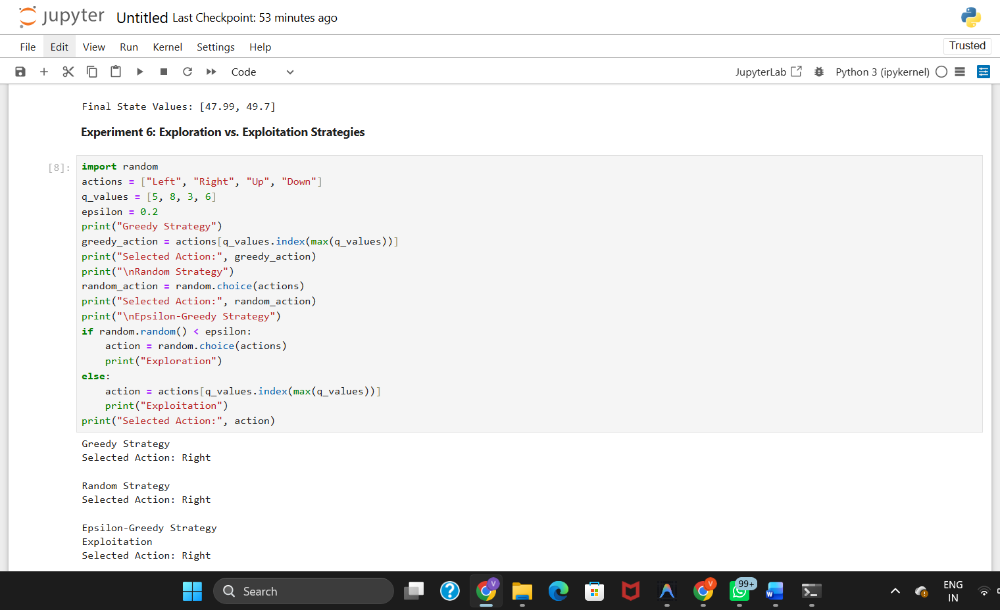 jupyter Untitled Last Checkpoint: 53 minutes ago
File Edit View Run Kernel Settings Help Trusted
Code JupyterLab Python 3 (ipykernel)
Final State Values: [47.99, 49.7]
Experiment 6: Exploration vs. Exploitation Strategies
[8]:
import random
actions = ["Left", "Right", "Up", "Down"]
q_values = [5, 8, 3, 6]
epsilon = 0.2
print("Greedy Strategy")
greedy_action = actions[q_values.index(max(q_values))]
print("Selected Action:", greedy_action)
print("\nRandom Strategy")
random_action = random.choice(actions)
print("Selected Action:", random_action)
print("\nEpsilon-Greedy Strategy")
if random.random() < epsilon:
    action = random.choice(actions)
    print("Exploration")
else:
    action = actions[q_values.index(max(q_values))]
    print("Exploitation")
print("Selected Action:", action)
Greedy Strategy
Selected Action: Right
Random Strategy
Selected Action: Right
Epsilon-Greedy Strategy
Exploitation
Selected Action: Right
Search V V 99+ W ENG
IN